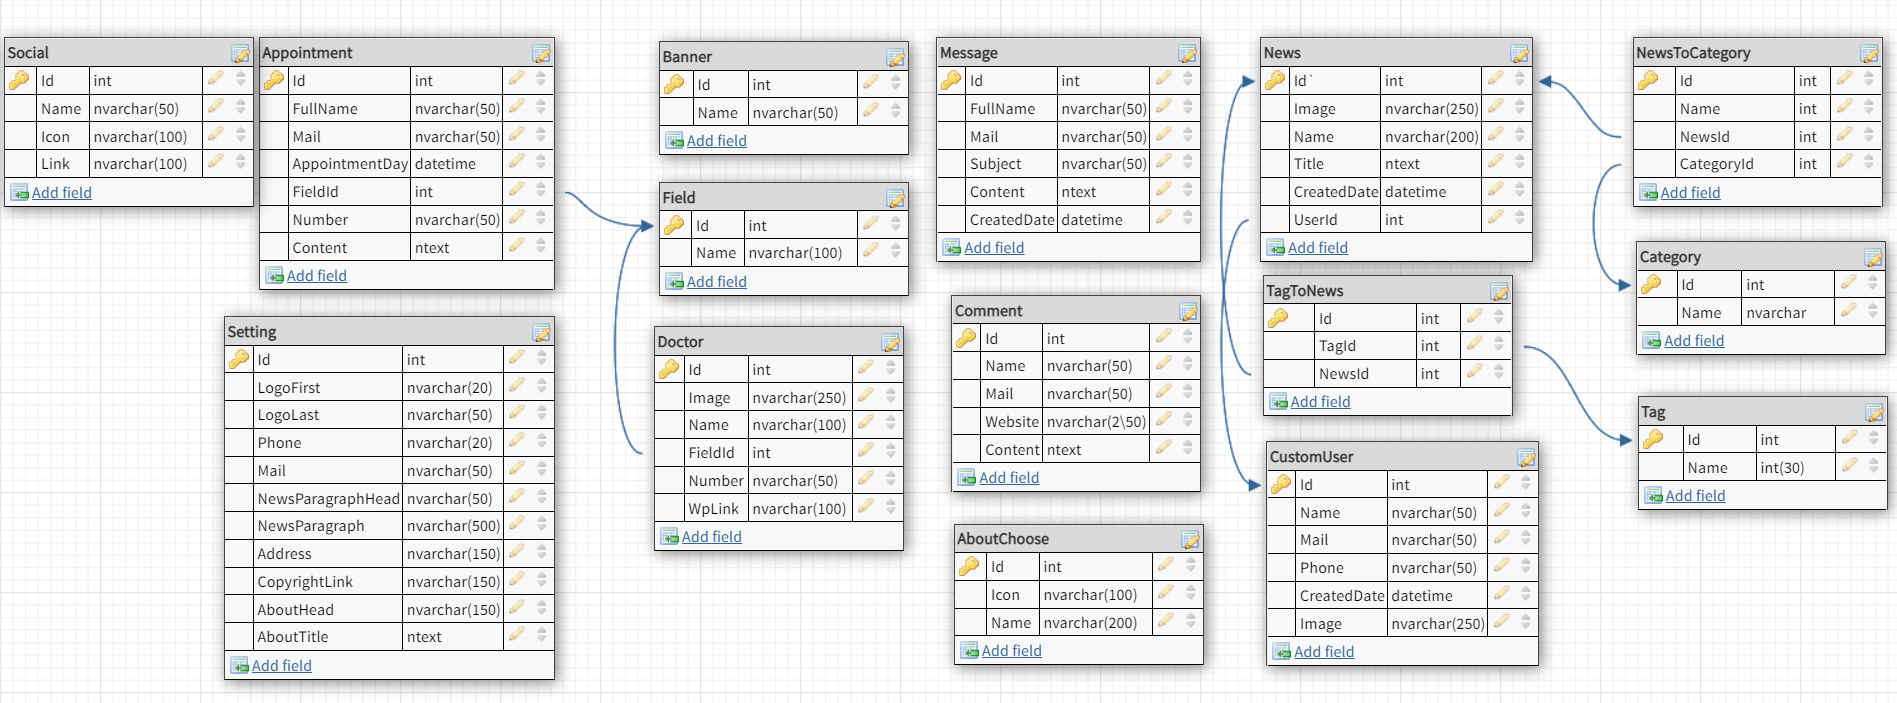 Social
Id int
Name nvarchar(50)
Icon nvarchar(100)
Link nvarchar(100)
Add field
Appointment
Id int
FullName nvarchar(50)
Mail nvarchar(50)
AppointmentDay datetime
FieldId int
Number nvarchar(50)
Content ntext
Add field
Setting
Id int
LogoFirst nvarchar(20)
LogoLast nvarchar(50)
Phone nvarchar(20)
Mail nvarchar(50)
NewsParagraphHead nvarchar(50)
NewsParagraph nvarchar(500)
Address nvarchar(150)
CopyrightLink nvarchar(150)
AboutHead nvarchar(150)
AboutTitle ntext
Add field
Banner
Id int
Name nvarchar(50)
Add field
Field
Id int
Name nvarchar(100)
Add field
Doctor
Id int
Image nvarchar(250)
Name nvarchar(100)
FieldId int
Number nvarchar(50)
WpLink nvarchar(100)
Add field
Message
Id int
FullName nvarchar(50)
Mail nvarchar(50)
Subject nvarchar(50)
Content ntext
CreatedDate datetime
Add field
Comment
Id int
Name nvarchar(50)
Mail nvarchar(50)
Website nvarchar(2\50)
Content ntext
Add field
AboutChoose
Id int
Icon nvarchar(100)
Name nvarchar(200)
Add field
News
Id` int
Image nvarchar(250)
Name nvarchar(200)
Title ntext
CreatedDate datetime
UserId int
Add field
TagToNews
Id int
TagId int
NewsId int
Add field
CustomUser
Id int
Name nvarchar(50)
Mail nvarchar(50)
Phone nvarchar(50)
CreatedDate datetime
Image nvarchar(250)
Add field
NewsToCategory
Id int
Name int
NewsId int
CategoryId int
Add field
Category
Id int
Name nvarchar
Add field
Tag
Id int
Name int(30)
Add field